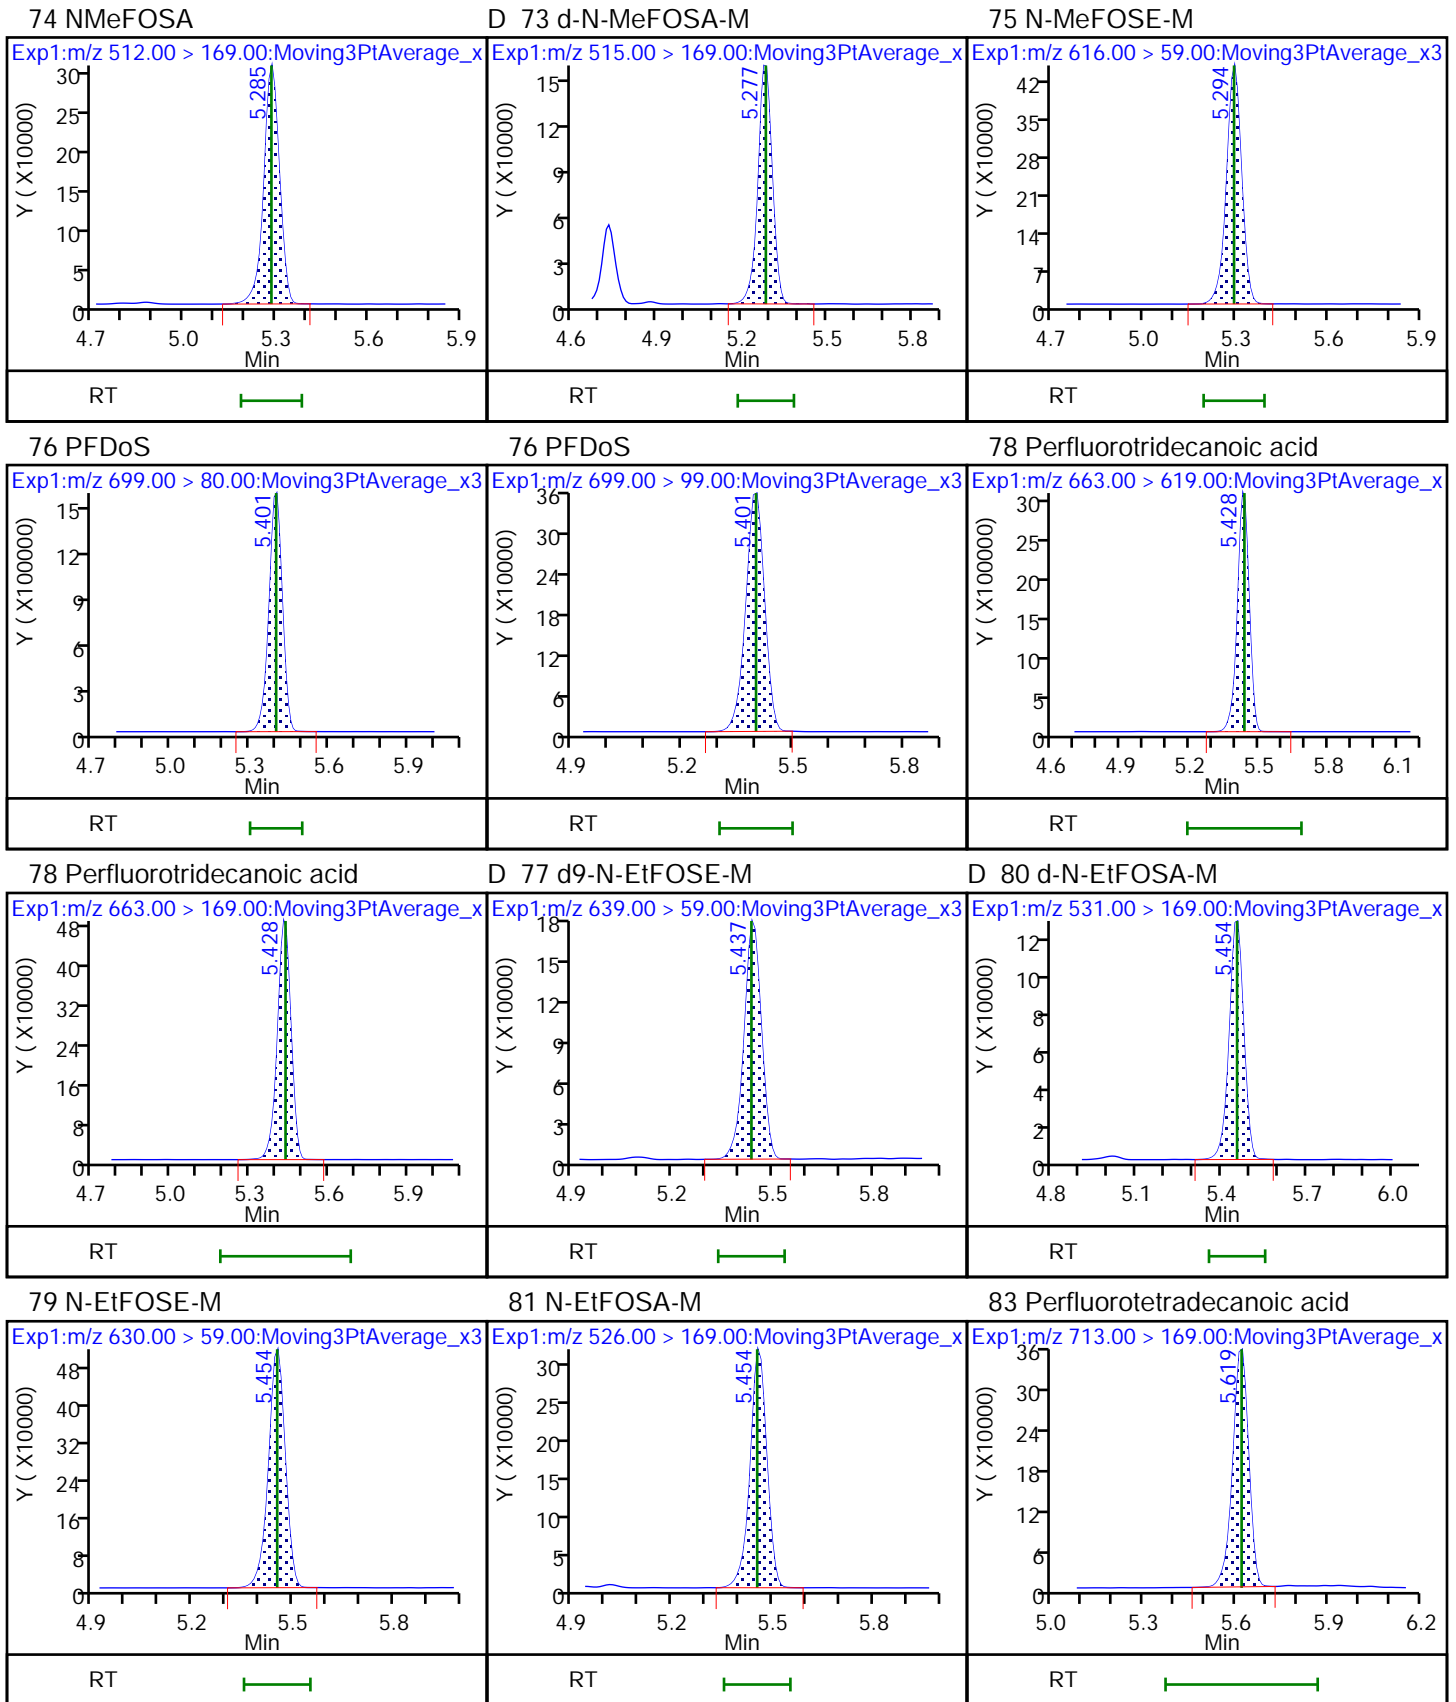 74 NMeFOSA
Exp1:m/z 512.00 > 169.00:Moving3PtAverage_x
Y ( X10000)
30
25
20
15
10
5
0
5.285
4.7 5.0 5.3 5.6 5.9
Min
RT
D 73 d-N-MeFOSA-M
Exp1:m/z 515.00 > 169.00:Moving3PtAverage_x
Y ( X10000)
15
12
9
6
3
0
5.277
4.6 4.9 5.2 5.5 5.8
Min
RT
75 N-MeFOSE-M
Exp1:m/z 616.00 > 59.00:Moving3PtAverage_x3
Y ( X10000)
42
35
28
21
14
7
0
5.294
4.7 5.0 5.3 5.6 5.9
Min
RT
76 PFDoS
Exp1:m/z 699.00 > 80.00:Moving3PtAverage_x3
Y ( X100000)
15
12
9
6
3
0
5.401
4.7 5.0 5.3 5.6 5.9
Min
RT
76 PFDoS
Exp1:m/z 699.00 > 99.00:Moving3PtAverage_x3
Y ( X10000)
36
30
24
18
12
6
0
5.401
4.9 5.2 5.5 5.8
Min
RT
78 Perfluorotridecanoic acid
Exp1:m/z 663.00 > 619.00:Moving3PtAverage_x
Y ( X100000)
30
25
20
15
10
5
0
5.428
4.6 4.9 5.2 5.5 5.8 6.1
Min
RT
78 Perfluorotridecanoic acid
Exp1:m/z 663.00 > 169.00:Moving3PtAverage_x
Y ( X10000)
48
40
32
24
16
8
0
5.428
4.7 5.0 5.3 5.6 5.9
Min
RT
D 77 d9-N-EtFOSE-M
Exp1:m/z 639.00 > 59.00:Moving3PtAverage_x3
Y ( X10000)
18
15
12
9
6
3
0
5.437
4.9 5.2 5.5 5.8
Min
RT
D 80 d-N-EtFOSA-M
Exp1:m/z 531.00 > 169.00:Moving3PtAverage_x
Y ( X10000)
12
10
8
6
4
2
0
5.454
4.8 5.1 5.4 5.7 6.0
Min
RT
79 N-EtFOSE-M
Exp1:m/z 630.00 > 59.00:Moving3PtAverage_x3
Y ( X10000)
48
40
32
24
16
8
0
5.454
4.9 5.2 5.5 5.8
Min
RT
81 N-EtFOSA-M
Exp1:m/z 526.00 > 169.00:Moving3PtAverage_x
Y ( X10000)
30
25
20
15
10
5
0
5.454
4.9 5.2 5.5 5.8
Min
RT
83 Perfluorotetradecanoic acid
Exp1:m/z 713.00 > 169.00:Moving3PtAverage_x
Y ( X10000)
36
30
24
18
12
6
0
5.619
5.0 5.3 5.6 5.9 6.2
Min
RT